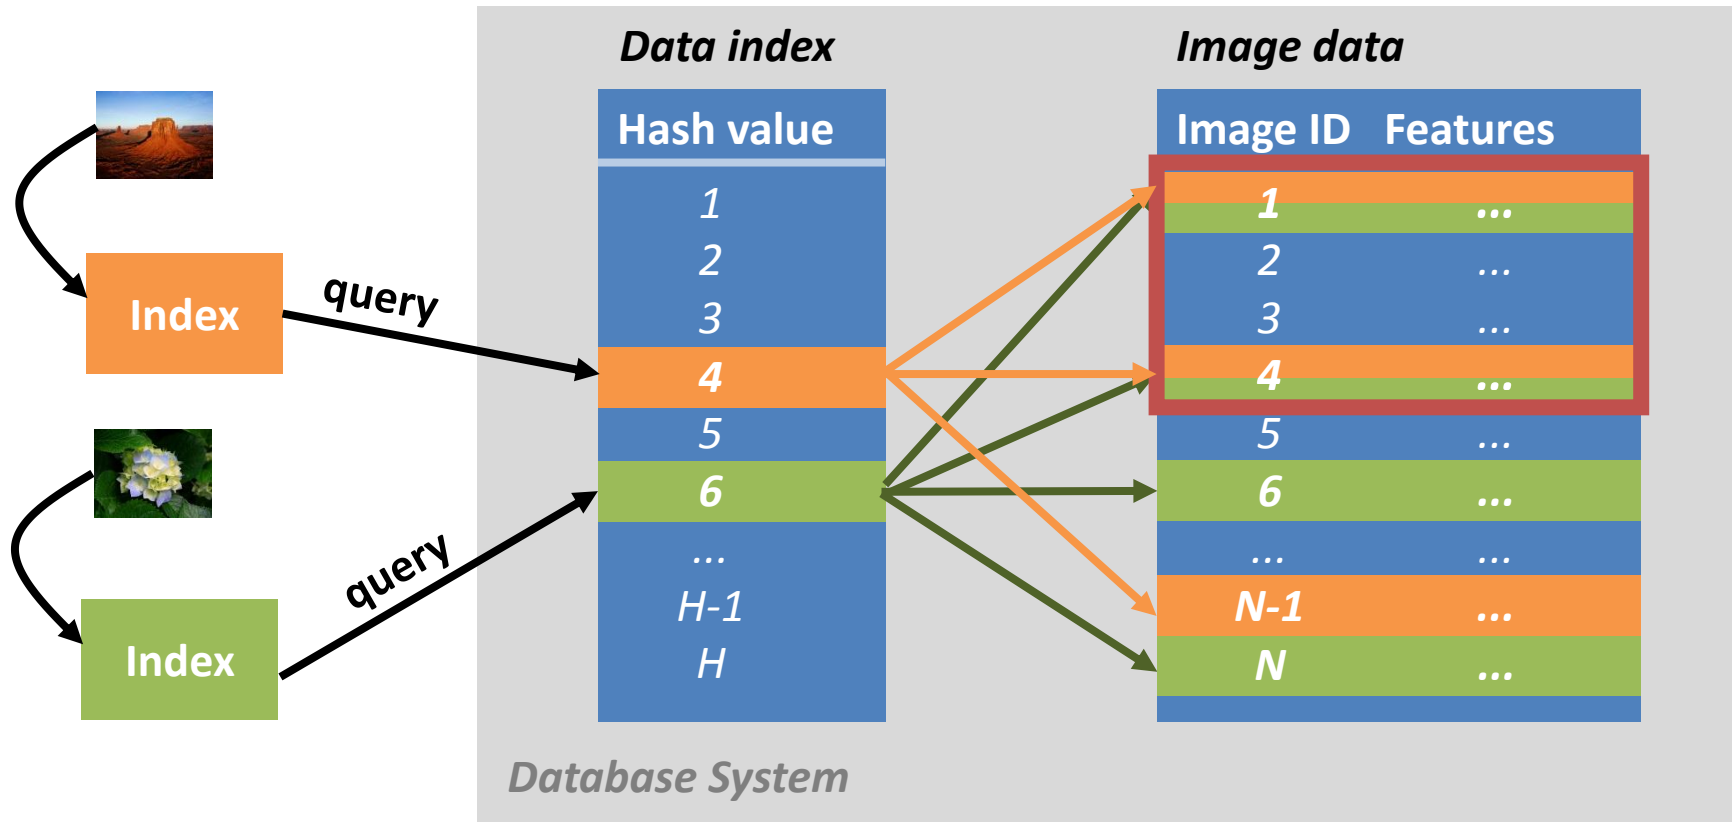 Data index
Image data
Index
query
Index
query
Hash value
1
2
3
4
5
6
...
H-1
H
Image ID Features
1 ...
2 ...
3 ...
4 ...
5 ...
6 ...
... ...
N-1 ...
N ...
Database System